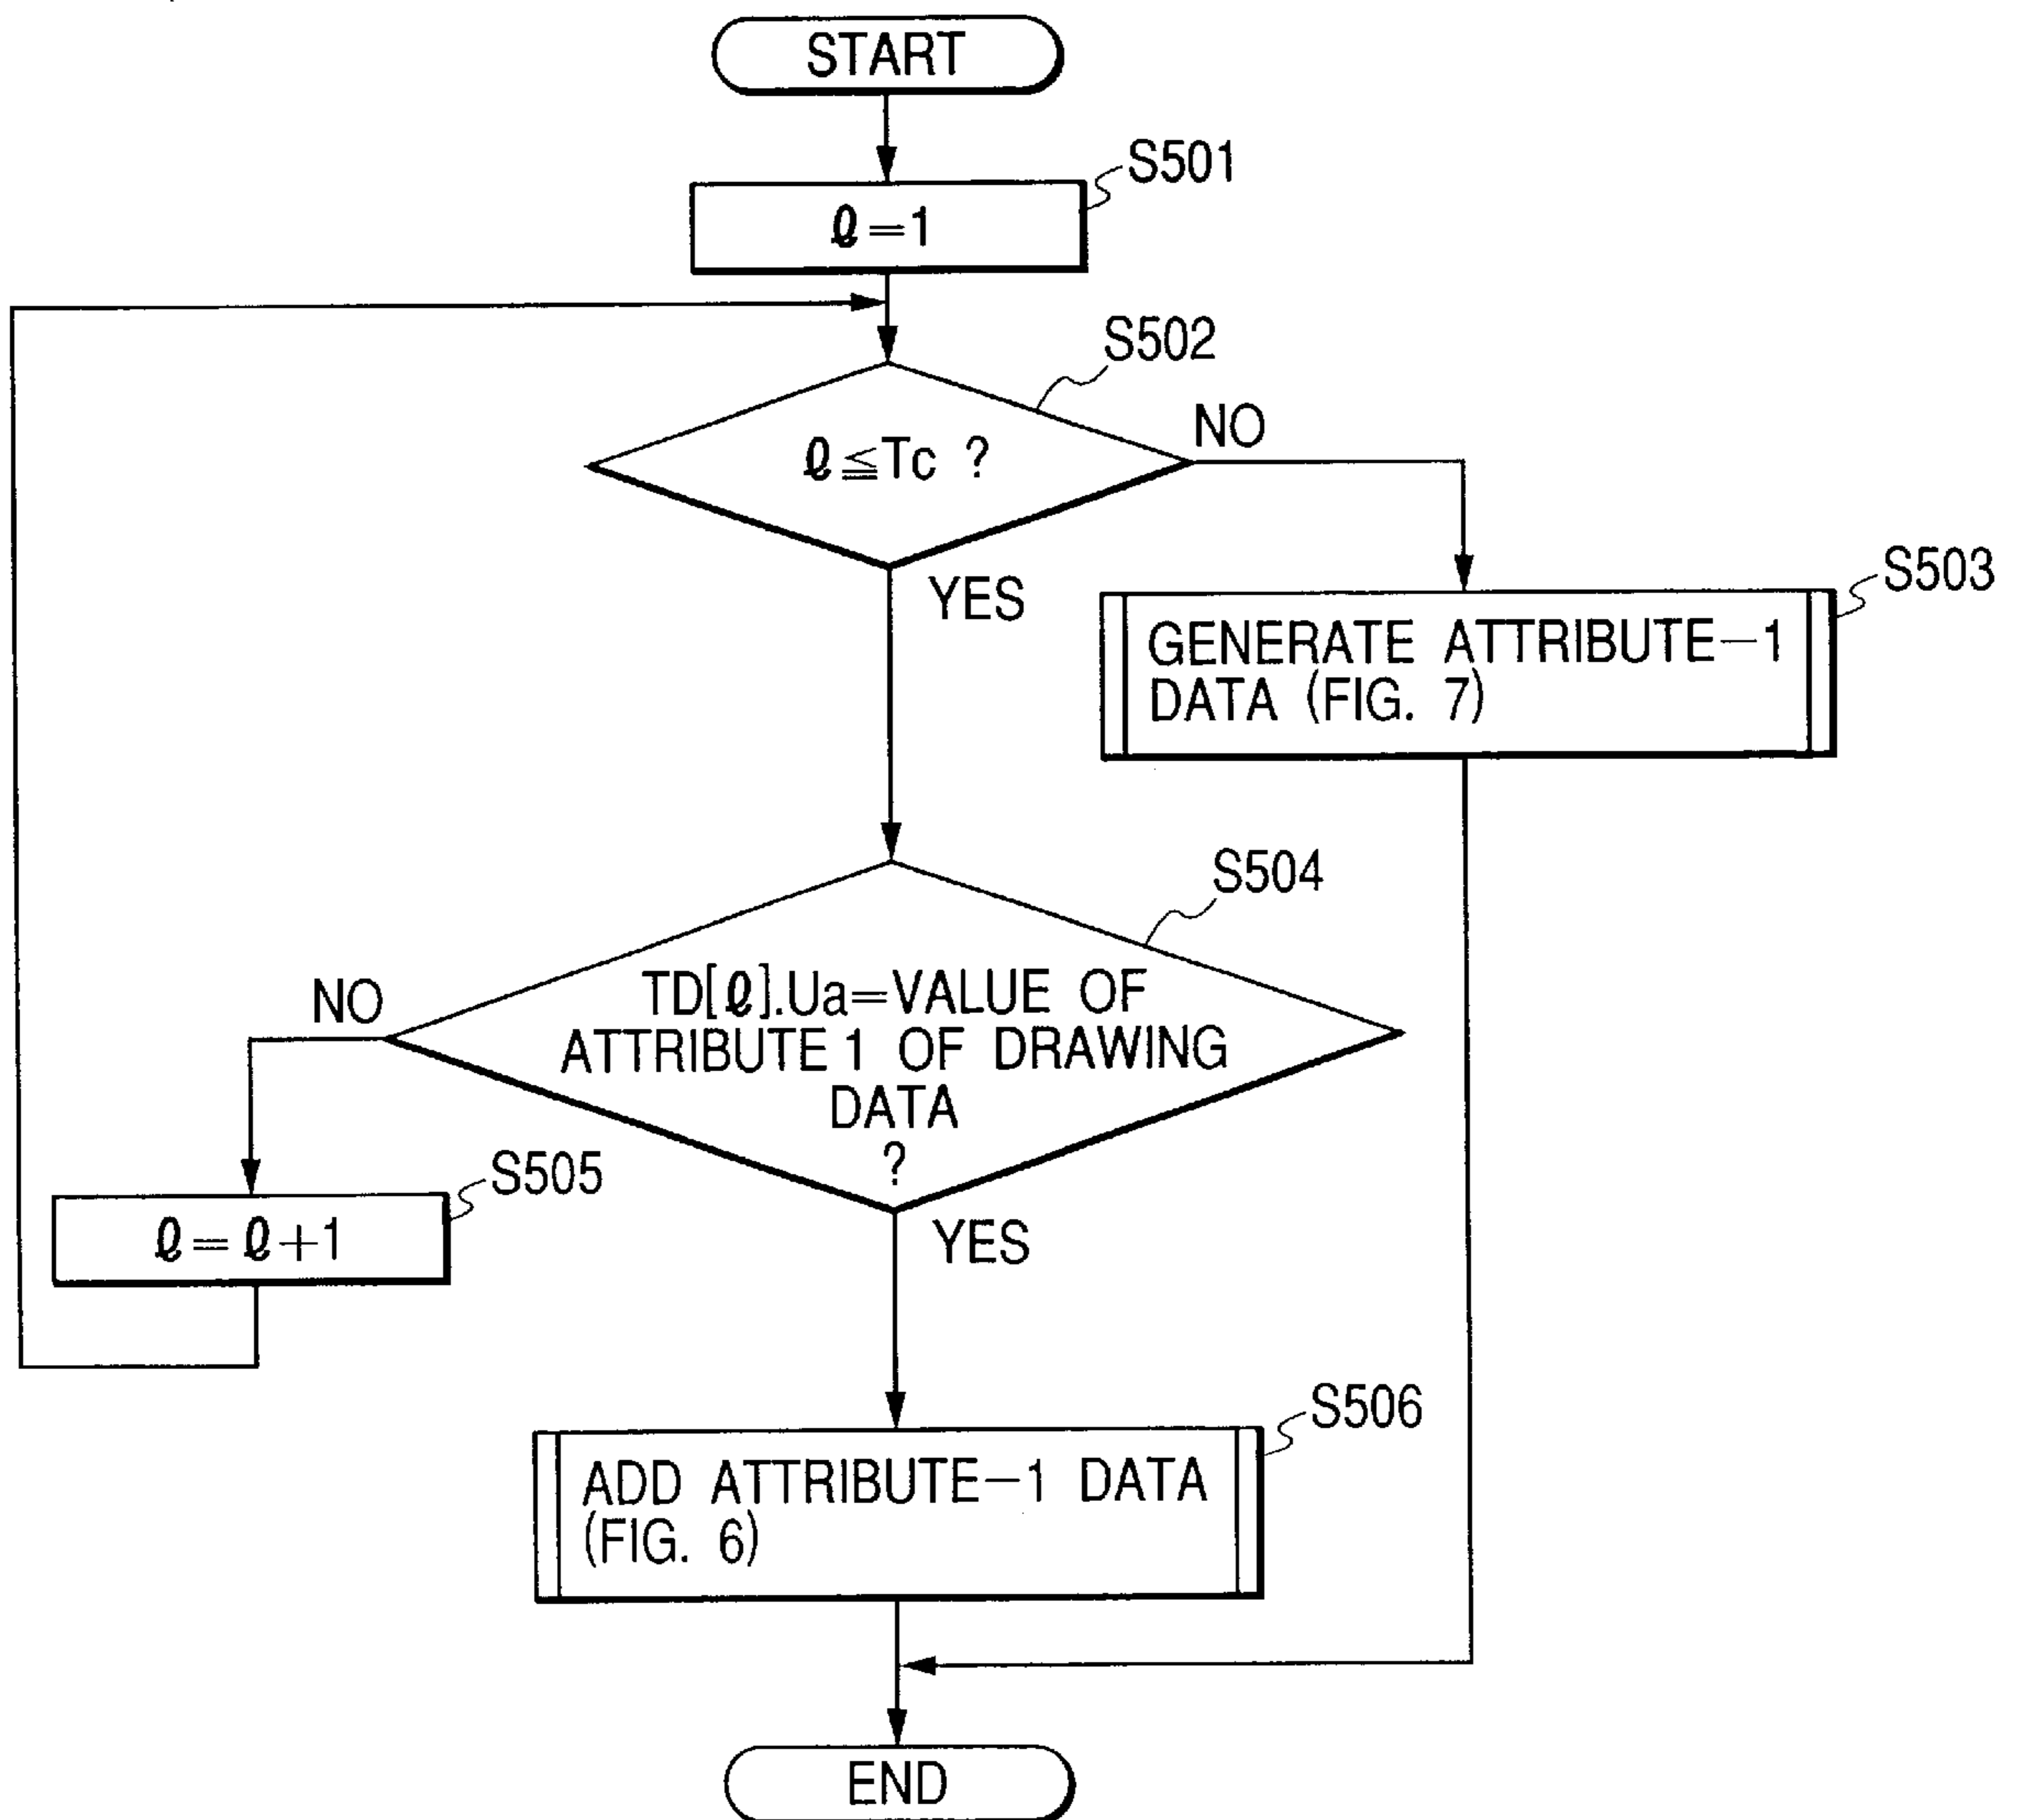 START
S501
ℓ=1
S502
ℓ≦Tc ?
NO
YES
S503
GENERATE ATTRIBUTE-1
DATA (FIG. 7)
S504
TD[ℓ].Ua=VALUE OF
ATTRIBUTE 1 OF DRAWING
DATA
?
NO
YES
S505
ℓ=ℓ+1
S506
ADD ATTRIBUTE-1 DATA
(FIG. 6)
END